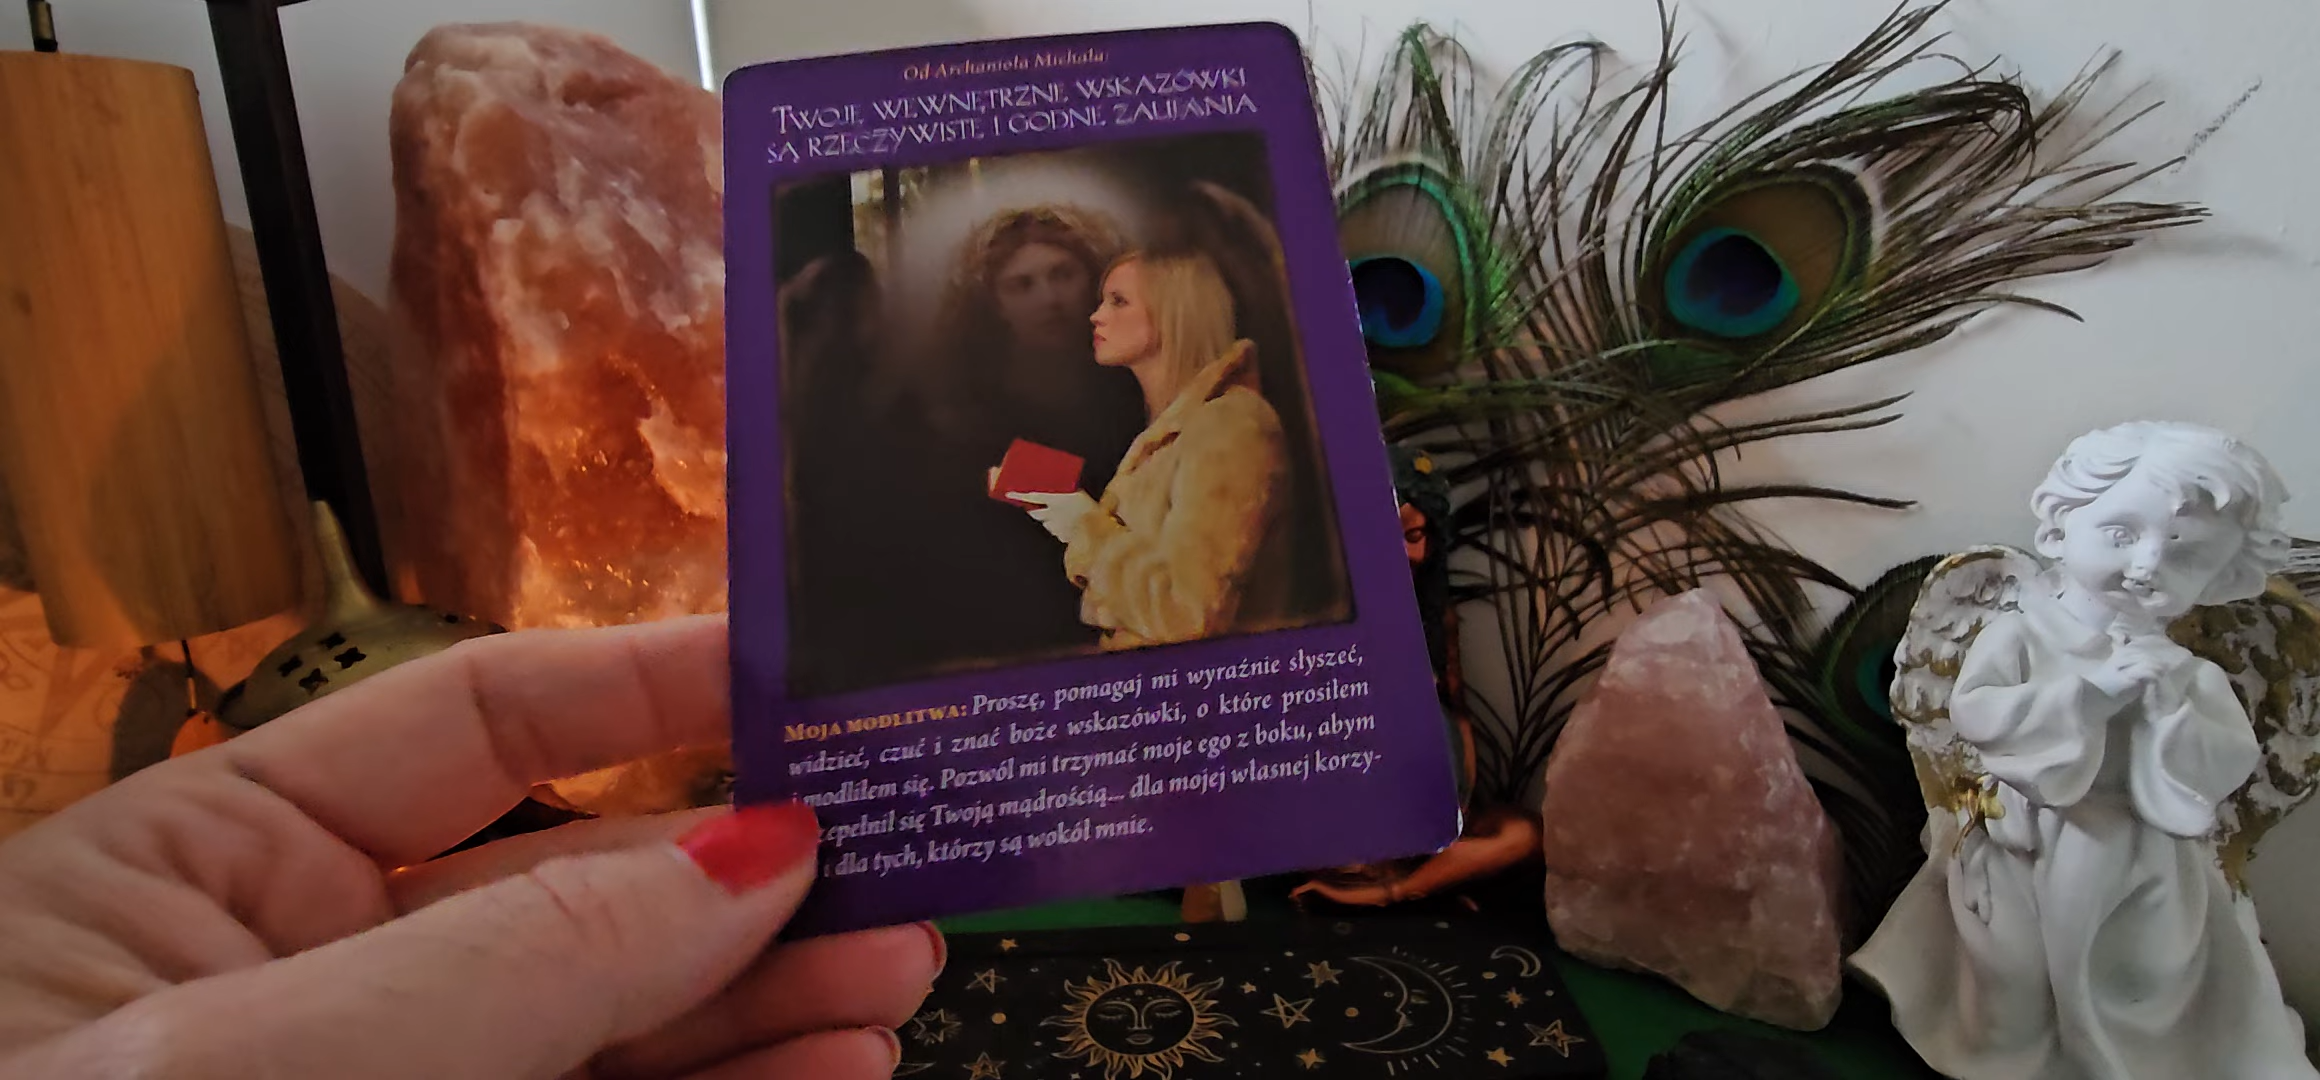 Od Archanioła Michała:
TWOJE WEWNĘTRZNE WSKAZÓWKI
SĄ RZECZYWISTE I GODNE ZAUFANIA
MOJA MODLITWA: Proszę, pomagaj mi wyraźnie słyszeć,
widzieć, czuć i znać boże wskazówki, o które prosiłem
i modliłem się. Pozwól mi trzymać moje ego z boku, abym
zepełnił się Twoją mądrością... dla mojej własnej korzy-
i dla tych, którzy są wokół mnie.